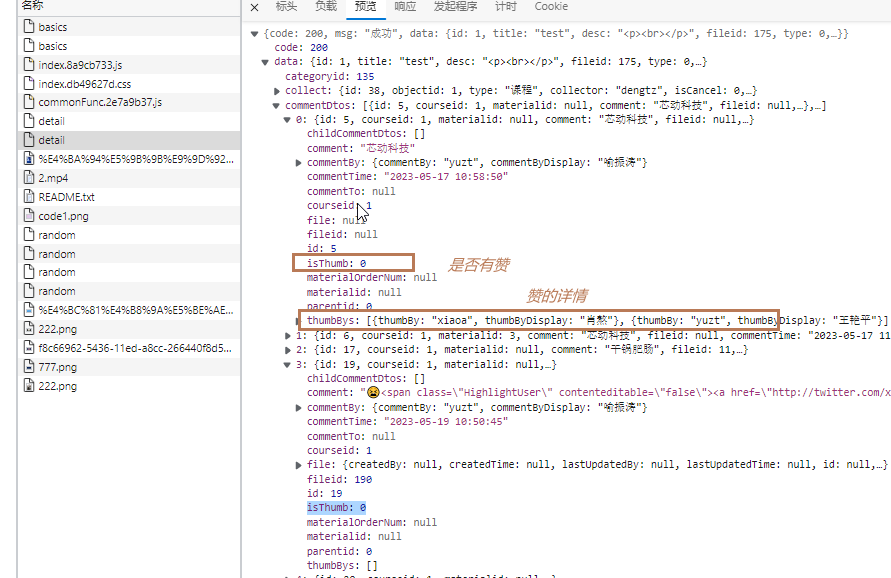 名称
basics
basics
index.8a9cb733.js
index.db49627d.css
commonFunc.2e7a9b37.js
detail
detail
%E4%BA%94%E5%9B%9B%E9%9D%92...
2.mp4
README.txt
code1.png
random
random
random
random
%E4%BC%81%E4%B8%9A%E5%BE%AE...
222.png
f8c66962-5436-11ed-a8cc-266440f8d5...
777.png
222.png
标头 负载 预览 响应 发起程序 计时 Cookie
{code: 200, msg: "成功", data: {id: 1, title: "test", desc: "<p><br></p>", fileid: 175, type: 0,…}}
code: 200
data: {id: 1, title: "test", desc: "<p><br></p>", fileid: 175, type: 0,…}
categoryid: 135
collect: {id: 38, objectid: 1, type: "课程", collector: "dengtz", isCancel: 0,…}
commentDtos: [{id: 5, courseid: 1, materialid: null, comment: "芯动科技", fileid: null,…},…]
0: {id: 5, courseid: 1, materialid: null, comment: "芯动科技", fileid: null,…}
childCommentDtos: []
comment: "芯动科技"
commentBy: {commentBy: "yuzt", commentByDisplay: "喻振涛"}
commentTime: "2023-05-17 10:58:50"
commentTo: null
courseid: 1
file: null
fileid: null
id: 5
isThumb: 0
是否有赞
materialOrderNum: null
materialid: null
赞的详情
parentid: 0
thumbBys: [{thumbBy: "xiaoa", thumbByDisplay: "肖熬"}, {thumbBy: "yuzt", thumbByDisplay: "王艳平"}]
1: {id: 6, courseid: 1, materialid: 3, comment: "芯动科技", fileid: null, commentTime: "2023-05-17 11
2: {id: 17, courseid: 1, materialid: null, comment: "干锅肥肠", fileid: 11,…}
3: {id: 19, courseid: 1, materialid: null,…}
childCommentDtos: []
comment: "😫<span class=\"HighlightUser\" contenteditable=\"false\"><a href=\"http://twitter.com/x
commentBy: {commentBy: "yuzt", commentByDisplay: "喻振涛"}
commentTime: "2023-05-19 10:50:45"
commentTo: null
courseid: 1
file: {createdBy: null, createdTime: null, lastUpdatedBy: null, lastUpdatedTime: null, id: null,…}
fileid: 190
id: 19
isThumb: 0
materialOrderNum: null
materialid: null
parentid: 0
thumbBys: []